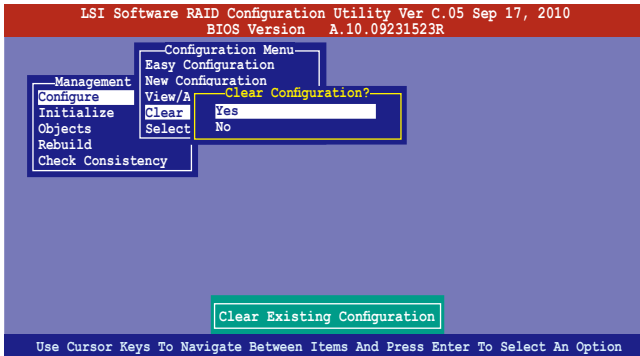 LSI Software RAID Configuration Utility Ver C.05 Sep 17, 2010
BIOS Version A.10.09231523R
Configuration Menu
Easy Configuration
New Configuration
View/A
Clear
Select
Management
Configure
Initialize
Objects
Rebuild
Check Consistency
Clear Configuration?
Yes
No
Clear Existing Configuration
Use Cursor Keys To Navigate Between Items And Press Enter To Select An Option